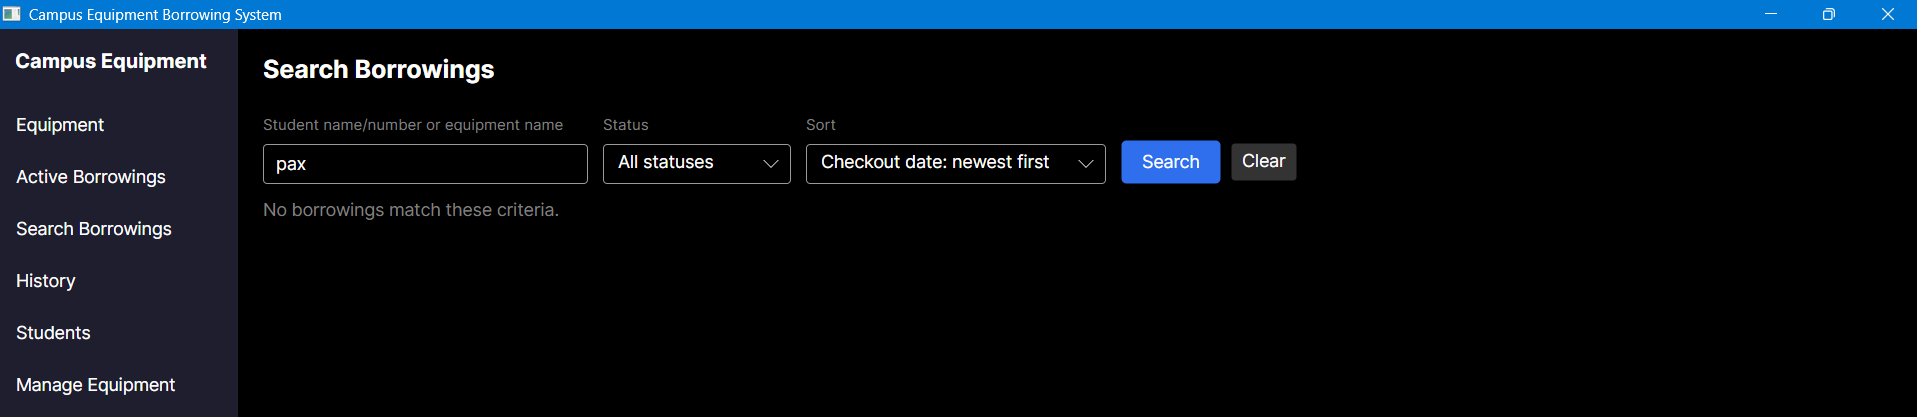 Campus Equipment Borrowing System
Campus Equipment
Equipment
Active Borrowings
Search Borrowings
History
Students
Manage Equipment
Search Borrowings
Student name/number or equipment name
Status
Sort
pax
All statuses
Checkout date: newest first
Search
Clear
No borrowings match these criteria.